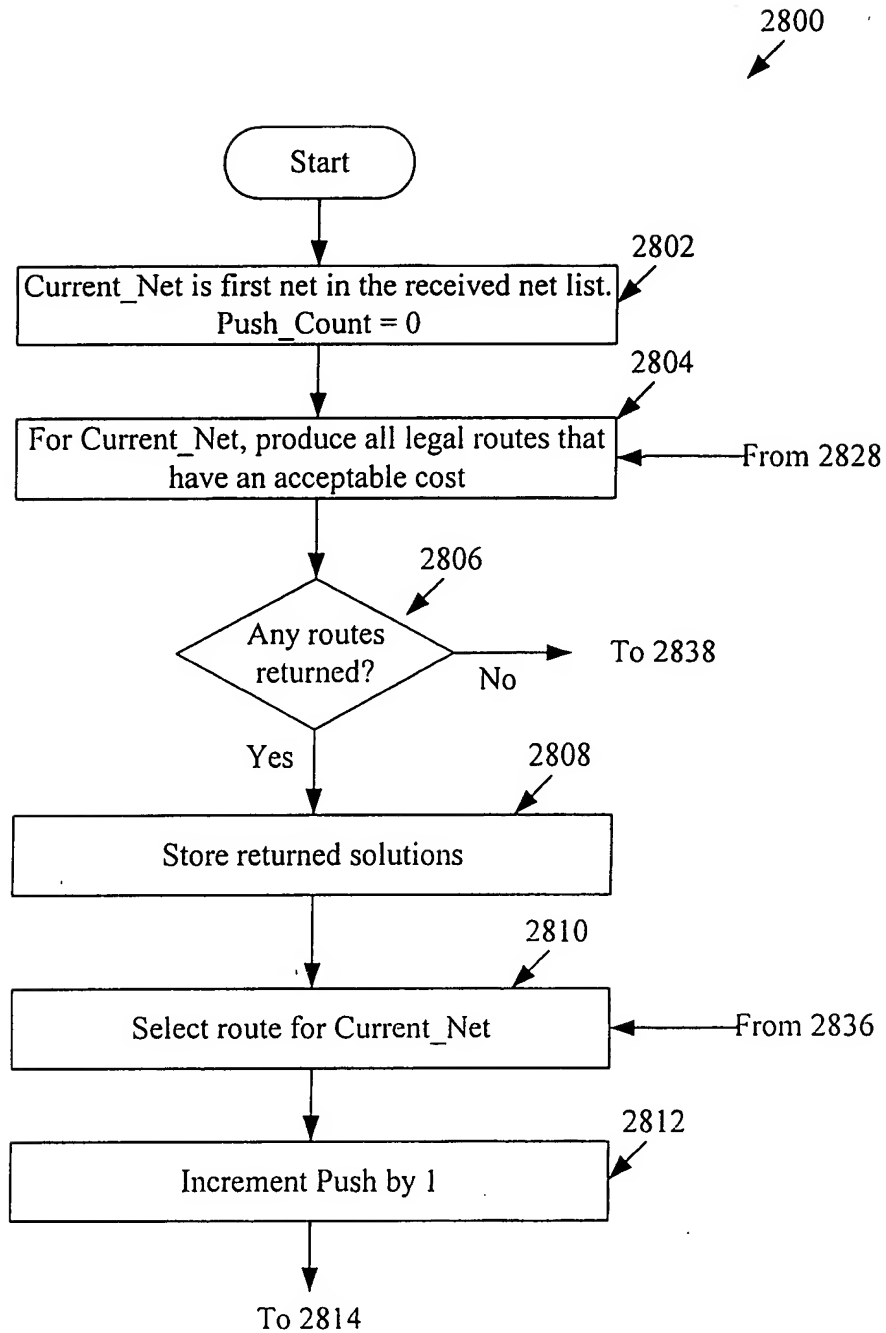 2800
Start
2802
Current_Net is first net in the received net list.
Push_Count = 0
2804
For Current_Net, produce all legal routes that
have an acceptable cost
From 2828
2806
Any routes
returned?
No
To 2838
Yes
2808
Store returned solutions
2810
Select route for Current_Net
From 2836
2812
Increment Push by 1
To 2814